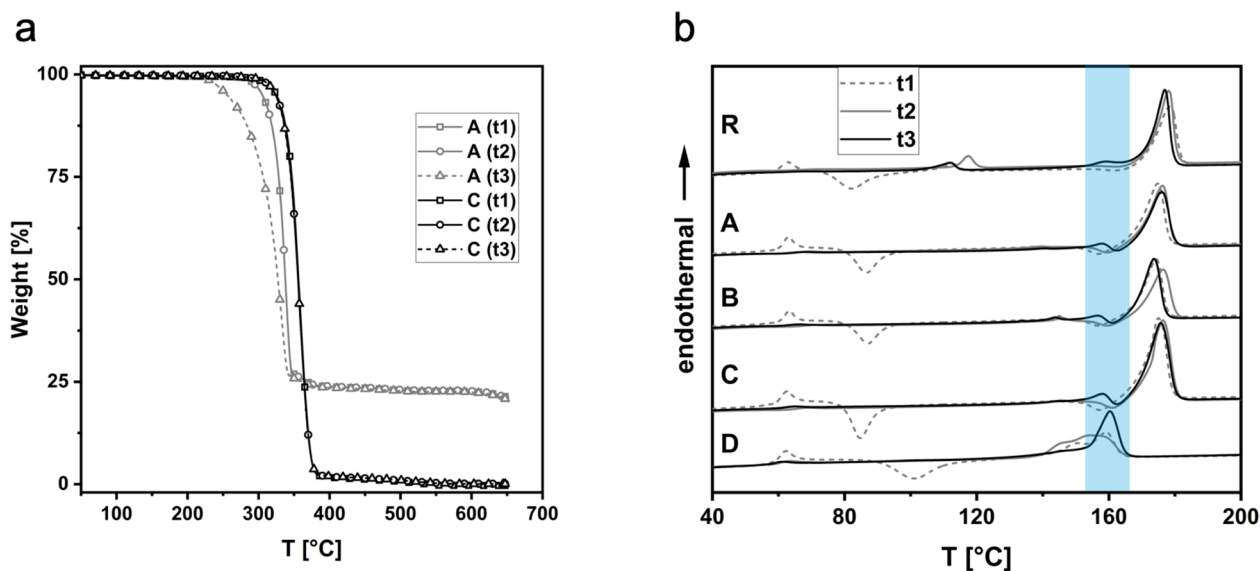 a
100
75
50
25
0
Weight [%]
100
200
300
400
500
600
700
T [°C]
A (t1)
A (t2)
A (t3)
C (t1)
C (t2)
C (t3)
b
endothermal
R
A
B
C
D
t1
t2
t3
40
80
120
160
200
T [°C]